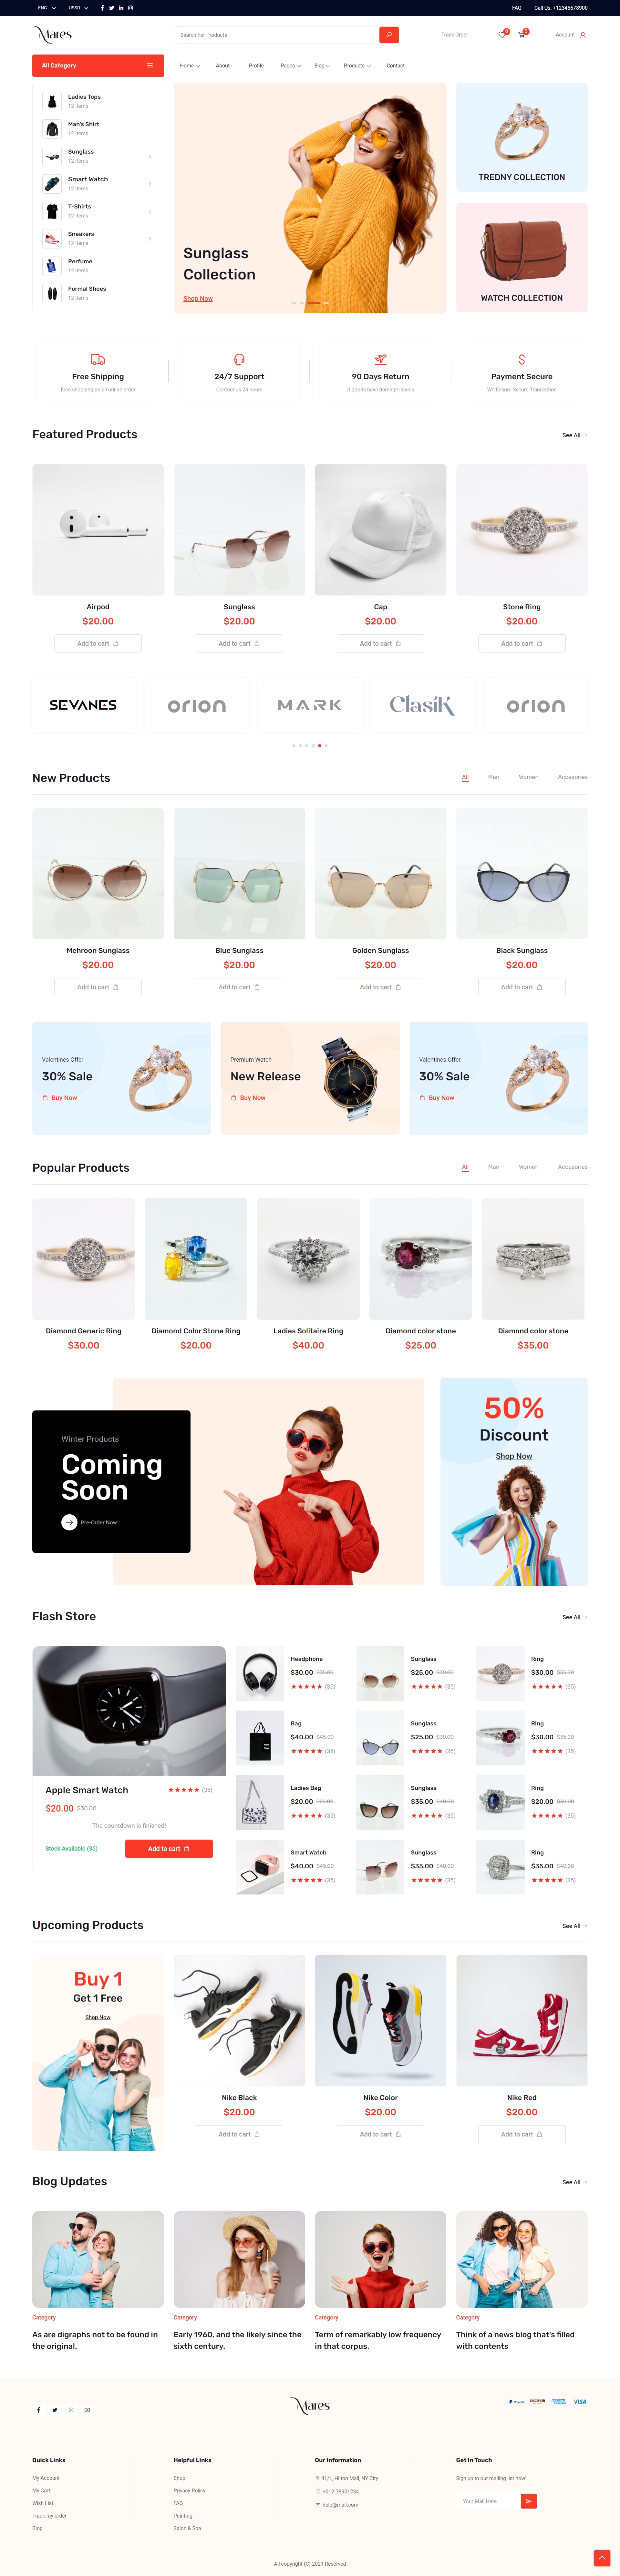 ENG USSD FAQ Call Us: +12345678900
Mares Search For Products Track Order 0 0 Account
All Category Home About Profile Pages Blog Products Contact
Ladies Tops
12 Items
Man's Shirt
12 Items
Sunglass
12 Items
Smart Watch
12 Items
T-Shirts
12 Items
Sneakers
12 Items
Perfume
12 Items
Formal Shoes
12 Items
Sunglass
Collection
Shop Now
TREDNY COLLECTION
WATCH COLLECTION
Free Shipping 24/7 Support 90 Days Return Payment Secure
Free shopping on all online order Contuct us 24 hours If goods have damage issues We Ensure Secure Transection
Featured Products See All
Airpod Sunglass Cap Stone Ring
$20.00 $20.00 $20.00 $20.00
Add to cart Add to cart Add to cart Add to cart
SEVANES ORION MARK ClasiK ORION
New Products All Man Women Accesories
Mehroon Sunglass Blue Sunglass Golden Sunglass Black Sunglass
$20.00 $20.00 $20.00 $20.00
Add to cart Add to cart Add to cart Add to cart
Valentines Offer Premium Watch Valentines Offer
30% Sale New Release 30% Sale
Buy Now Buy Now Buy Now
Popular Products All Man Women Accesories
Diamond Generic Ring Diamond Color Stone Ring Ladies Solitaire Ring Diamond color stone Diamond color stone
$30.00 $20.00 $40.00 $25.00 $35.00
Winter Products
Coming
Soon
Pre-Order Now
50%
Discount
Shop Now
Flash Store See All
Apple Smart Watch (35)
$20.00 $30.00
The countdown is finished!
Stock Available (35) Add to cart
Headphone Sunglass Ring
$30.00 $35.00 $25.00 $30.00 $30.00 $35.00
(35) (35) (35)
Bag Sunglass Ring
$40.00 $45.00 $25.00 $30.00 $30.00 $35.00
(35) (35) (35)
Ladies Bag Sunglass Ring
$20.00 $25.00 $35.00 $40.00 $20.00 $30.00
(35) (35) (35)
Smart Watch Sunglass Ring
$40.00 $45.00 $35.00 $40.00 $35.00 $40.00
(35) (35) (35)
Upcoming Products See All
Buy 1
Get 1 Free
Shop Now
Nike Black Nike Color Nike Red
$20.00 $20.00 $20.00
Add to cart Add to cart Add to cart
Blog Updates See All
Category Category Category Category
As are digraphs not to be found in the original.
Early 1960, and the likely since the sixth century.
Term of remarkably low frequency in that corpus.
Think of a news blog that's filled with contents
Mares PayPal DISCOVER VISA
Quick Links
My Account
My Cart
Wish List
Track my order
Blog
Helpful Links
Shop
Privacy Policy
FAQ
Painting
Salon & Spa
Our Information
41/1, Hilton Mall, NY City
+012-78901234
help@mail.com
Get In Touch
Sign up to our mailing list now!
Your Mail Here
All copyright (C) 2021 Reserved